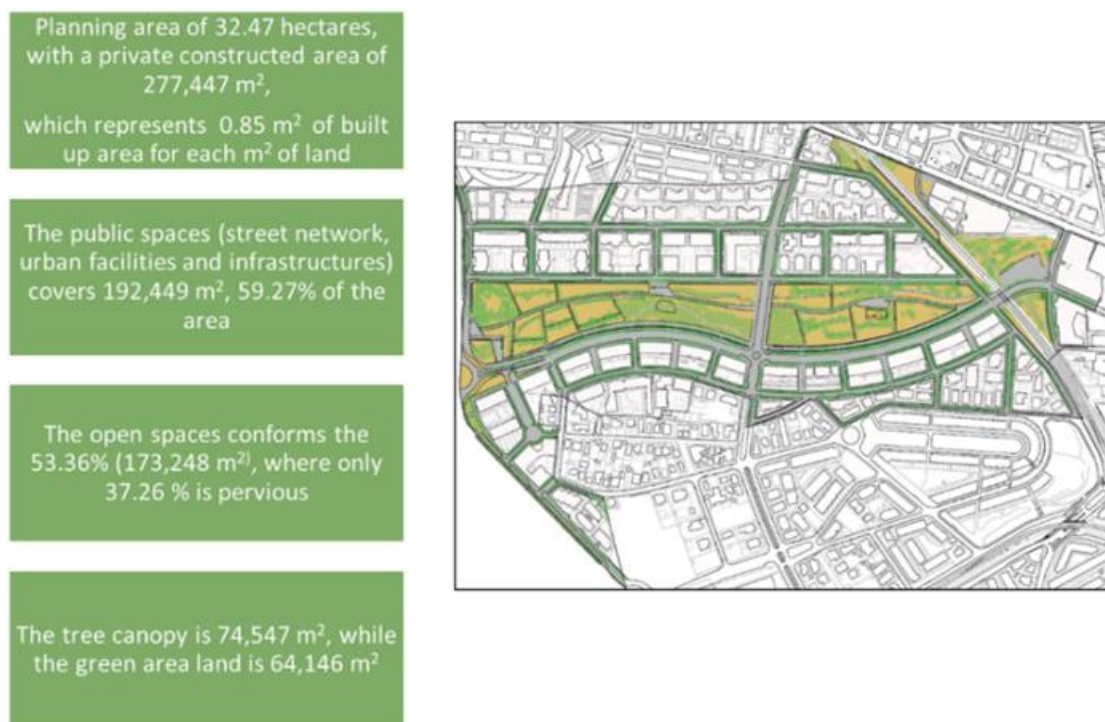 Planning area of 32.47 hectares,
with a private constructed area of
277,447 m²,
which represents 0.85 m² of built
up area for each m² of land
The public spaces (street network,
urban facilities and infrastructures)
covers 192,449 m², 59.27% of the
area
The open spaces conforms the
53.36% (173,248 m²⁾, where only
37.26 % is pervious
The tree canopy is 74,547 m², while
the green area land is 64,146 m²